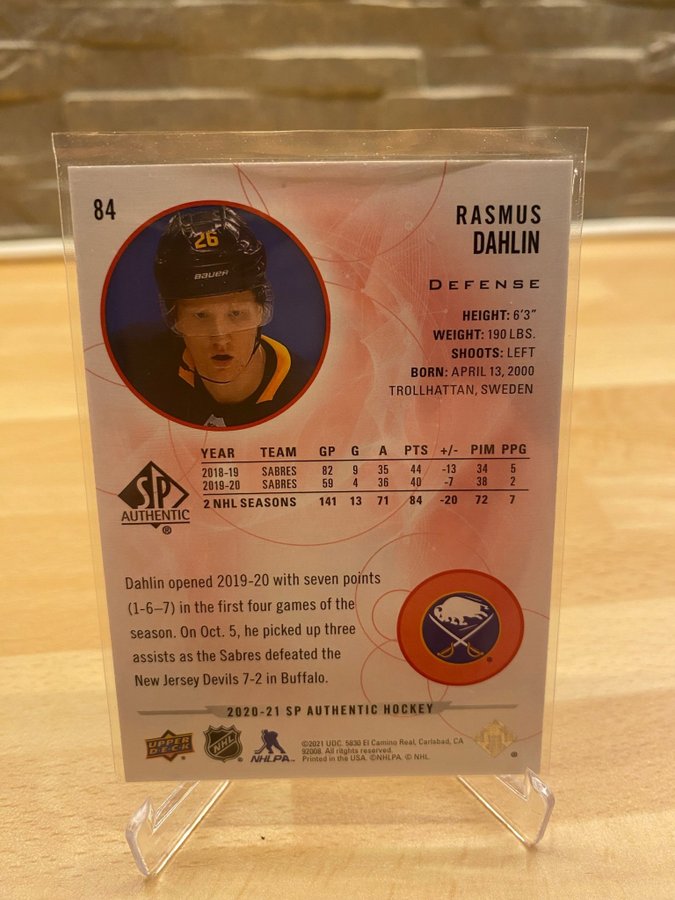 84
RASMUS
DAHLIN
26
BAUER
DEFENSE
HEIGHT: 6'3"
WEIGHT: 190 LBS.
SHOOTS: LEFT
BORN: APRIL 13, 2000
TROLLHATTAN, SWEDEN
YEAR TEAM GP G A PTS +/- PIM PPG
2018-19 SABRES 82 9 35 44 -13 34 5
2019-20 SABRES 59 4 36 40 -7 38 2
2 NHL SEASONS 141 13 71 84 -20 72 7
SP
AUTHENTIC
®
Dahlin opened 2019-20 with seven points
(1-6–7) in the first four games of the
season. On Oct. 5, he picked up three
assists as the Sabres defeated the
New Jersey Devils 7-2 in Buffalo.
2020-21 SP AUTHENTIC HOCKEY
UPPER
DECK
NHL
NHLPA
©2021 UDC. 5830 El Camino Real, Carlsbad, CA
92008. All rights reserved.
Printed in the USA. ©NHLPA. © NHL.